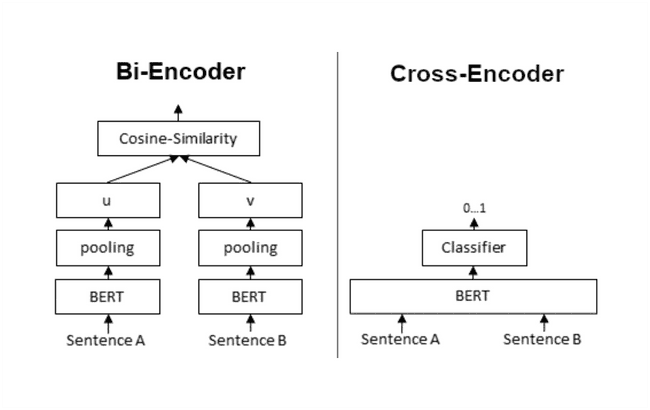 Bi-Encoder
Cosine-Similarity
u
v
pooling
pooling
BERT
BERT
Sentence A
Sentence B
Cross-Encoder
0...1
Classifier
BERT
Sentence A
Sentence B